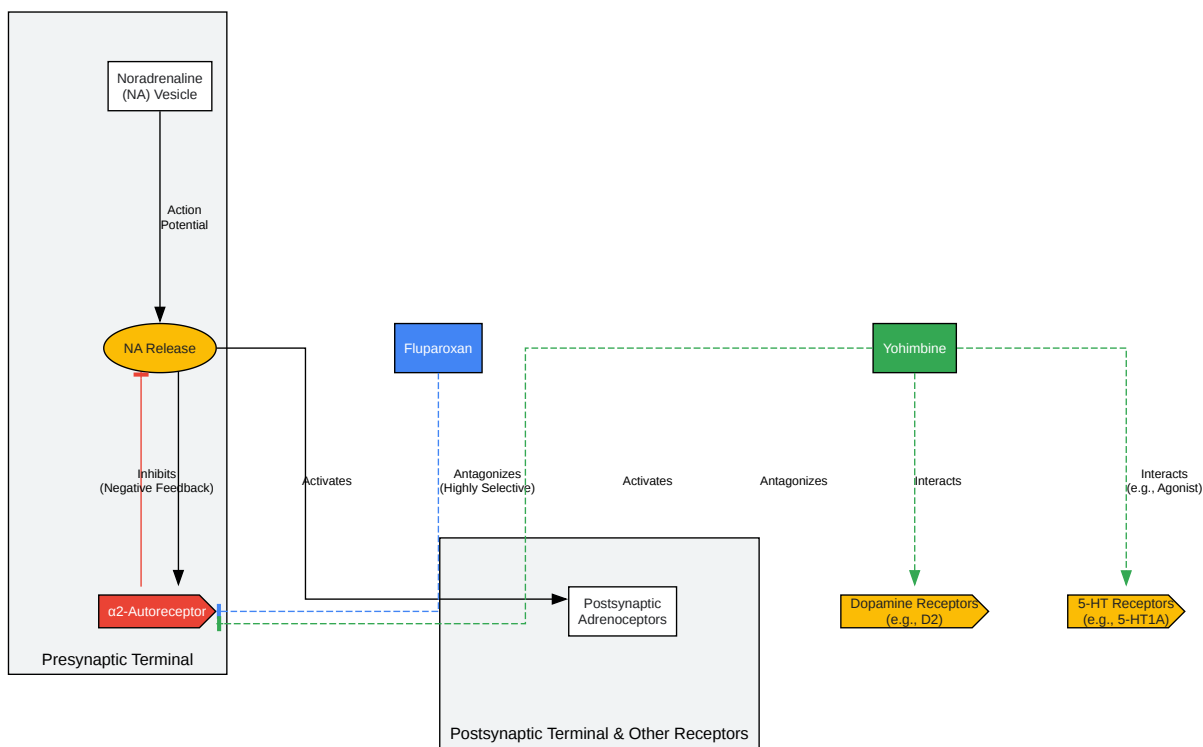 Noradrenaline
(NA) Vesicle
Action
Potential
NA Release
Fluparoxan
Yohimbine
Inhibits
(Negative Feedback)
Activates
Antagonizes
(Highly Selective)
Activates
Antagonizes
Interacts
Interacts
(e.g., Agonist)
α2-Autoreceptor
Postsynaptic
Adrenoceptors
Dopamine Receptors
(e.g., D2)
5-HT Receptors
(e.g., 5-HT1A)
Presynaptic Terminal
Postsynaptic Terminal & Other Receptors